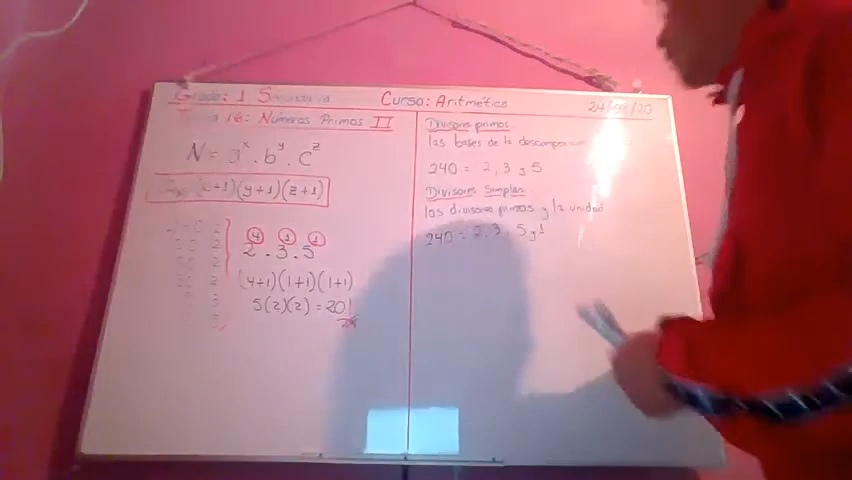 Grado: 1 Secundaria
Curso: Aritmética
Tema 16: Números Primos II
N = a^x . b^y . c^z
(x+1)(y+1)(z+1)
2^4 . 3^1 . 5^1
(4+1)(1+1)(1+1)
5(2)(2) = 20
Divisores primos
las bases de la
240 = 2, 3 y 5
Divisores Simples
los divisores primos y la unidad
240 = 2, 3, 5 y 1